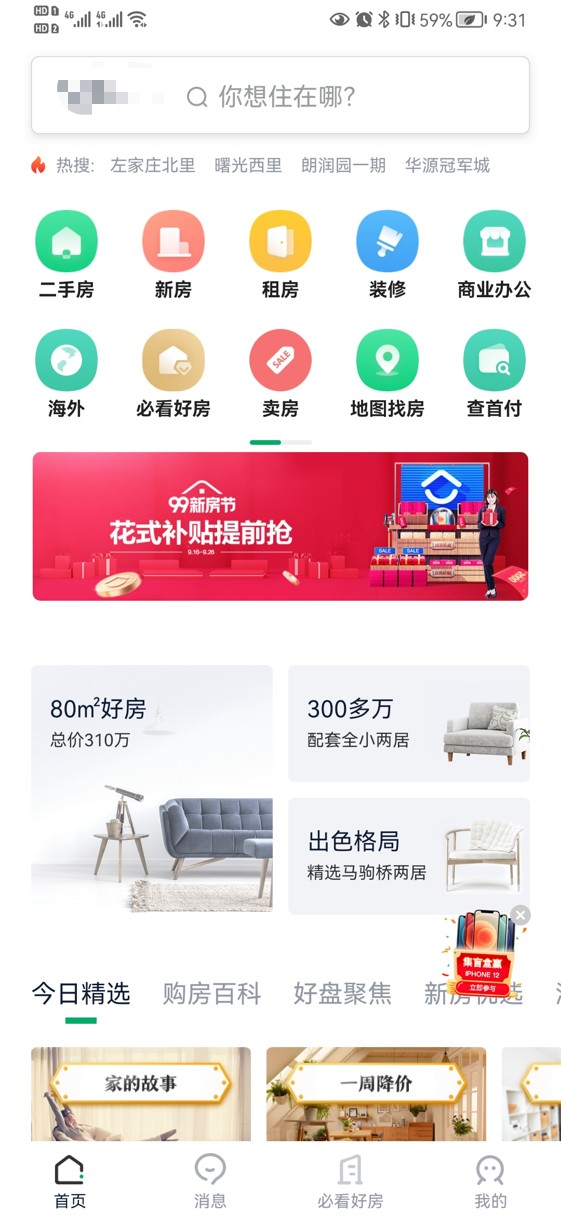 HD 1
HD 2
4G
4G
59%
9:31
你想住在哪?
热搜: 左家庄北里 曙光西里 朗润园一期 华源冠军城
二手房 新房 租房 装修 商业办公
SALE
海外 必看好房 卖房 地图找房 查首付
99新房节
花式补贴提前抢
9.16~9.26
SALE SALE
80㎡好房
总价310万
300多万
配套全小两居
出色格局
精选马驹桥两居
集盲盒赢
IPHONE 12
立即参与
今日精选 购房百科 好盘聚焦 新房优选
家的故事 一周降价
首页 消息 必看好房 我的